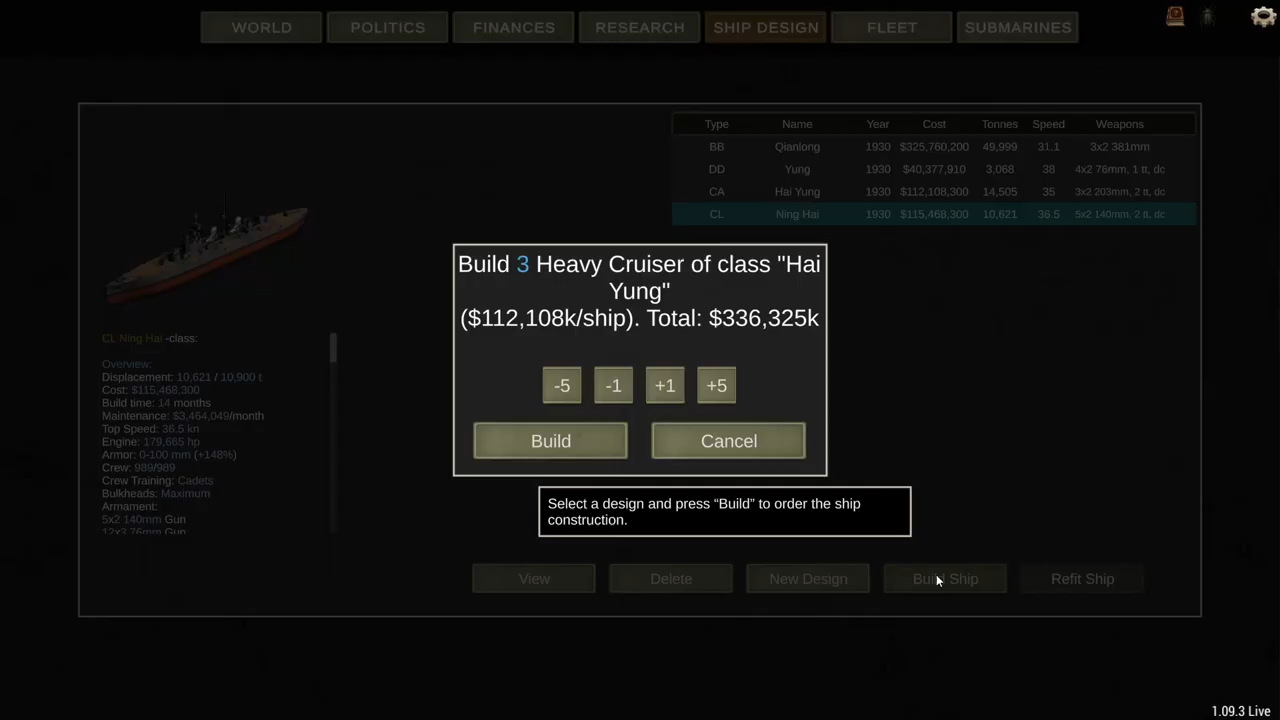 WORLD POLITICS FINANCES RESEARCH SHIP DESIGN FLEET SUBMARINES
Type Name Year Cost Tonnes Speed Weapons
BB Qianlong 1930 $325,760,200 49,999 31.1 3x2 381mm
DD Yung 1930 $40,377,910 3,068 38 4x2 76mm, 1 tt, dc
CA Hai Yung 1930 $112,108,300 14,505 35 3x2 203mm, 2 tt, dc
CL Ning Hai 1930 $115,468,300 10,621 36.5 5x2 140mm, 2 tt, dc
Build 3 Heavy Cruiser of class "Hai
Yung"
($112,108k/ship). Total: $336,325k
-5 -1 +1 +5
Build Cancel
Select a design and press “Build” to order the ship
construction.
CL Ning Hai -class:
Overview:
Displacement: 10,621 / 10,900 t
Cost: $115,468,300
Build time: 14 months
Maintenance: $3,464,049/month
Top Speed: 36.5 kn
Engine: 179,665 hp
Armor: 0-100 mm (+148%)
Crew: 989/989
Crew Training: Cadets
Bulkheads: Maximum
Armament:
5x2 140mm Gun
12x3 76mm Gun
View Delete New Design Build Ship Refit Ship
1.09.3 Live